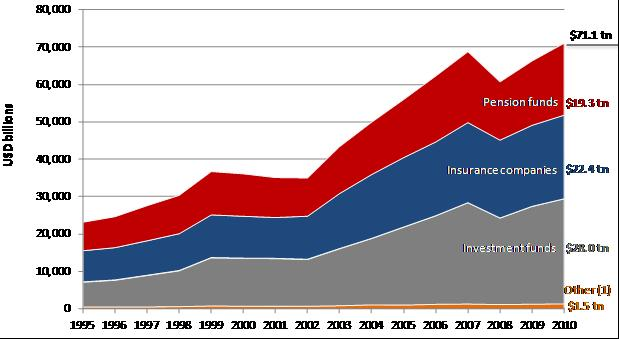 80,000
70,000
60,000
50,000
40,000
30,000
20,000
10,000
0
USD billions
$71.1 tn
Pension funds
$19.3 tn
Insurance companies
$22.4 tn
Investment funds
$28.0 tn
Other (1)
$1.5 tn
1995 1996 1997 1998 1999 2000 2001 2002 2003 2004 2005 2006 2007 2008 2009 2010